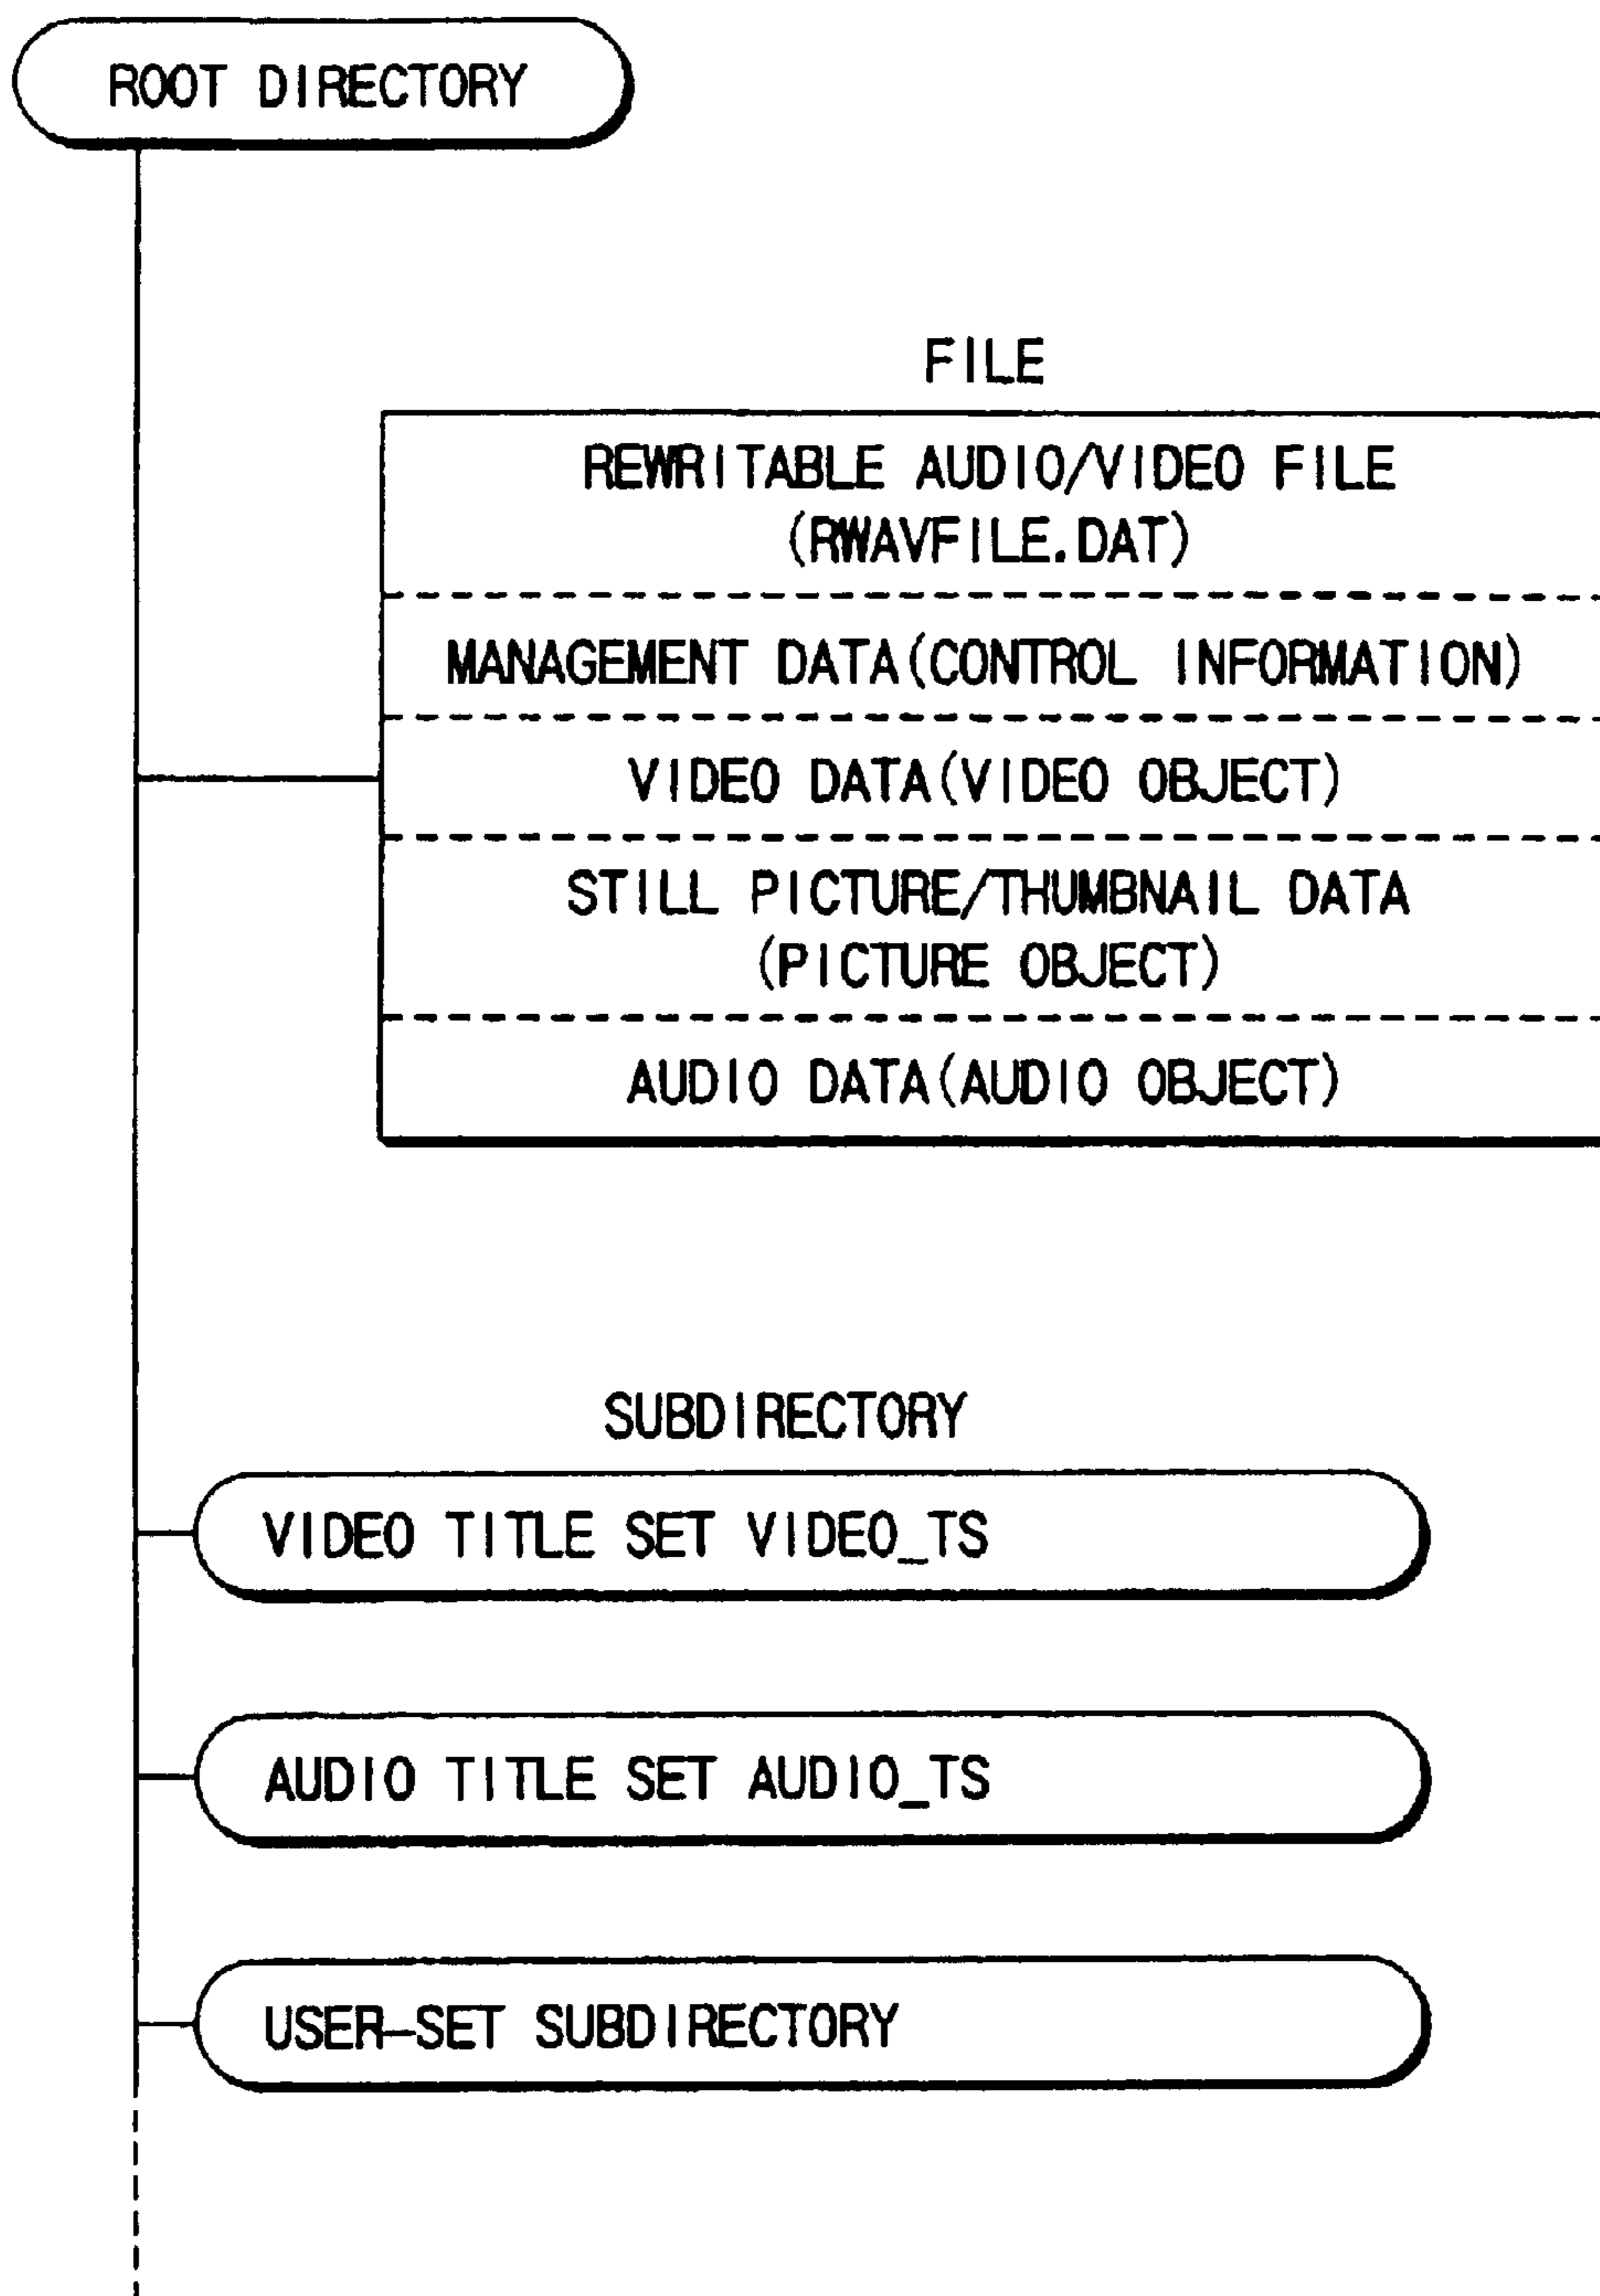 ROOT DIRECTORY
FILE
REWRITABLE AUDIO/VIDEO FILE
(RWAVFILE.DAT)
MANAGEMENT DATA(CONTROL INFORMATION)
VIDEO DATA(VIDEO OBJECT)
STILL PICTURE/THUMBNAIL DATA
(PICTURE OBJECT)
AUDIO DATA(AUDIO OBJECT)
SUBDIRECTORY
VIDEO TITLE SET VIDEO_TS
AUDIO TITLE SET AUDIO_TS
USER-SET SUBDIRECTORY